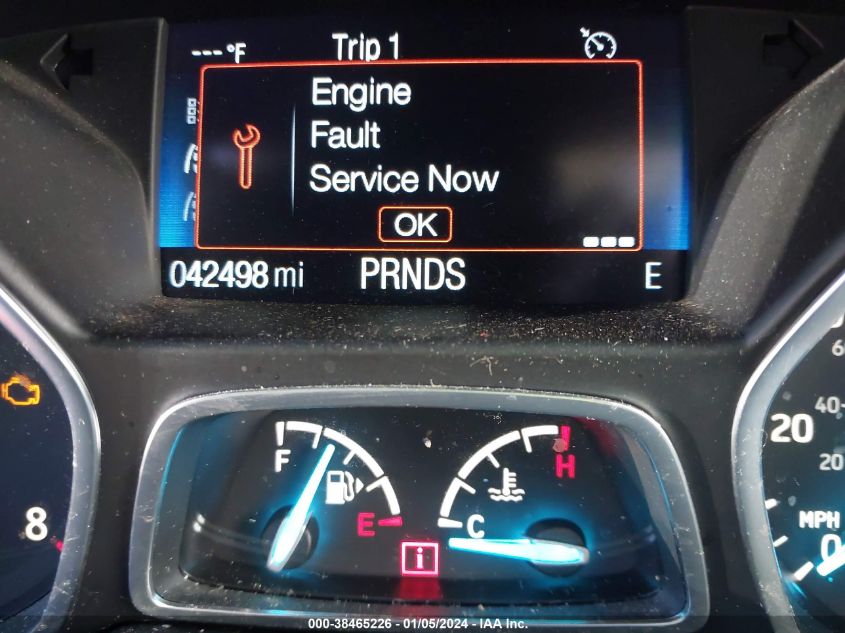 --- °F Trip 1
Engine
Fault
Service Now
OK
042498 mi PRNDS E
F
E
H
C
i
8
60
40
20
20
MPH
0
000-38465226 - 01/05/2024 - IAA Inc.